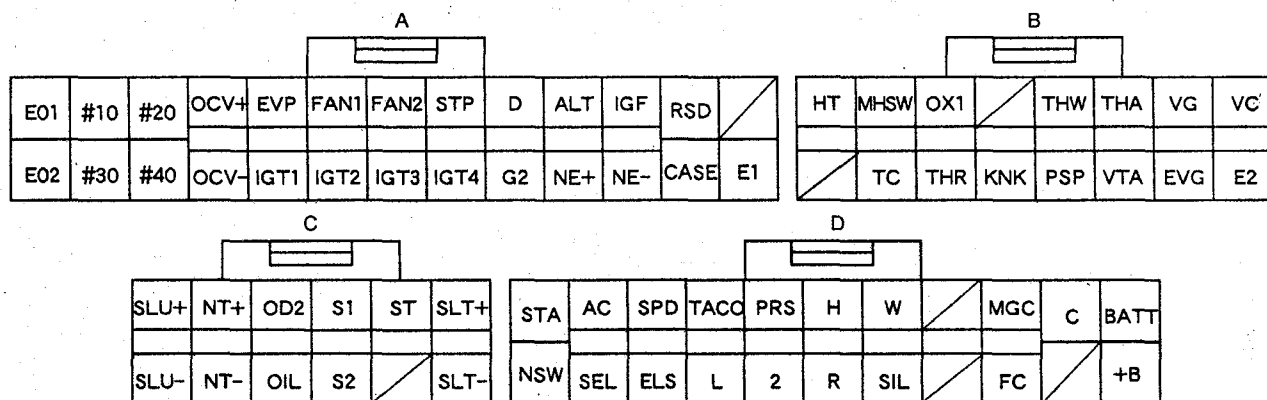 A
B
E01 #10 #20 OCV+ EVP FAN1 FAN2 STP D ALT IGF RSD
HT MHSW OX1 THW THA VG VC
E02 #30 #40 OCV- IGT1 IGT2 IGT3 IGT4 G2 NE+ NE- CASE E1
TC THR KNK PSP VTA EVG E2
C
D
SLU+ NT+ OD2 S1 ST SLT+
STA AC SPD TACO PRS H W MGC C BATT
SLU- NT- OIL S2 SLT-
NSW SEL ELS L 2 R SIL FC +B